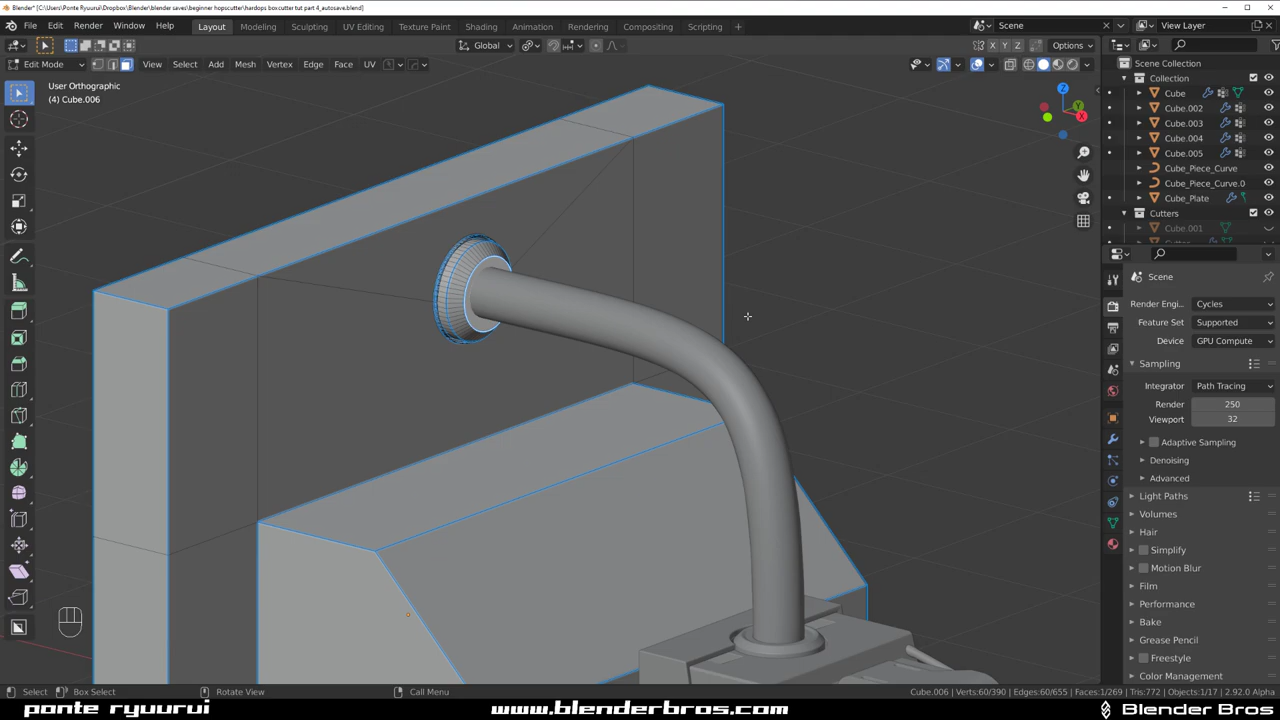 Blender* [C:\Users\Ponte Ryuurui\Dropbox\Blender\blender saves\beginner hopscutter\hardops boxcutter tut part 4_autosave.blend]
File Edit Render Window Help Layout Modeling Sculpting UV Editing Texture Paint Shading Animation Rendering Compositing Scripting Scene View Layer
Global X Y Z Options
Edit Mode View Select Add Mesh Vertex Edge Face UV
User Orthographic
(4) Cube.006
Z
Y
X
Scene Collection
Collection
Cube
Cube.002
Cube.003
Cube.004
Cube.005
Cube_Piece_Curve
Cube_Piece_Curve.0
Cube_Plate
Cutters
Cube.001
Scene
Render Engi.. Cycles
Feature Set Supported
Device GPU Compute
Sampling
Integrator Path Tracing
Render 250
Viewport 32
Adaptive Sampling
Denoising
Advanced
Light Paths
Volumes
Hair
Simplify
Motion Blur
Film
Performance
Bake
Grease Pencil
Freestyle
Color Management
Select Box Select Rotate View Call Menu Cube.006 | Verts:60/390 | Edges:60/655 | Faces:1/269 | Tris:772 | Objects:1/17 | 2.92.0 Alpha
ponte ryuurui www.blenderbros.com Blender Bros